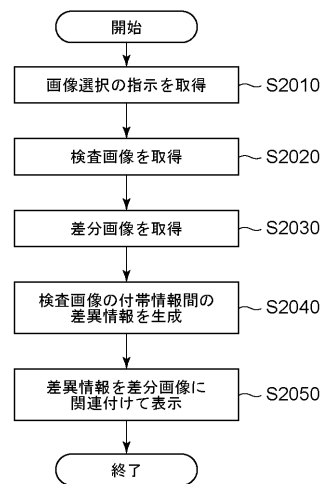 開始
画像選択の指示を取得
S2010
検査画像を取得
S2020
差分画像を取得
S2030
検査画像の付帯情報間の
差異情報を生成
S2040
差異情報を差分画像に
関連付けて表示
S2050
終了